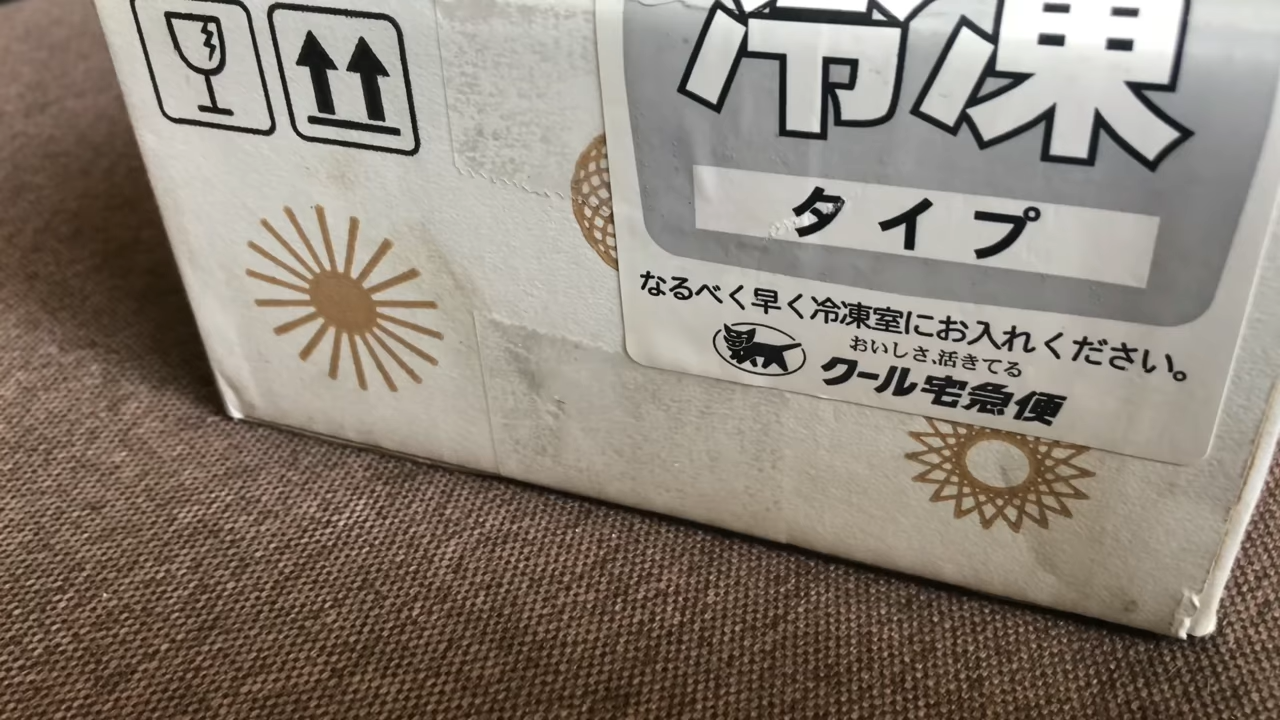 冷凍
タイプ
なるべく早く冷凍室にお入れください。
おいしさ、活きてる
クール宅急便